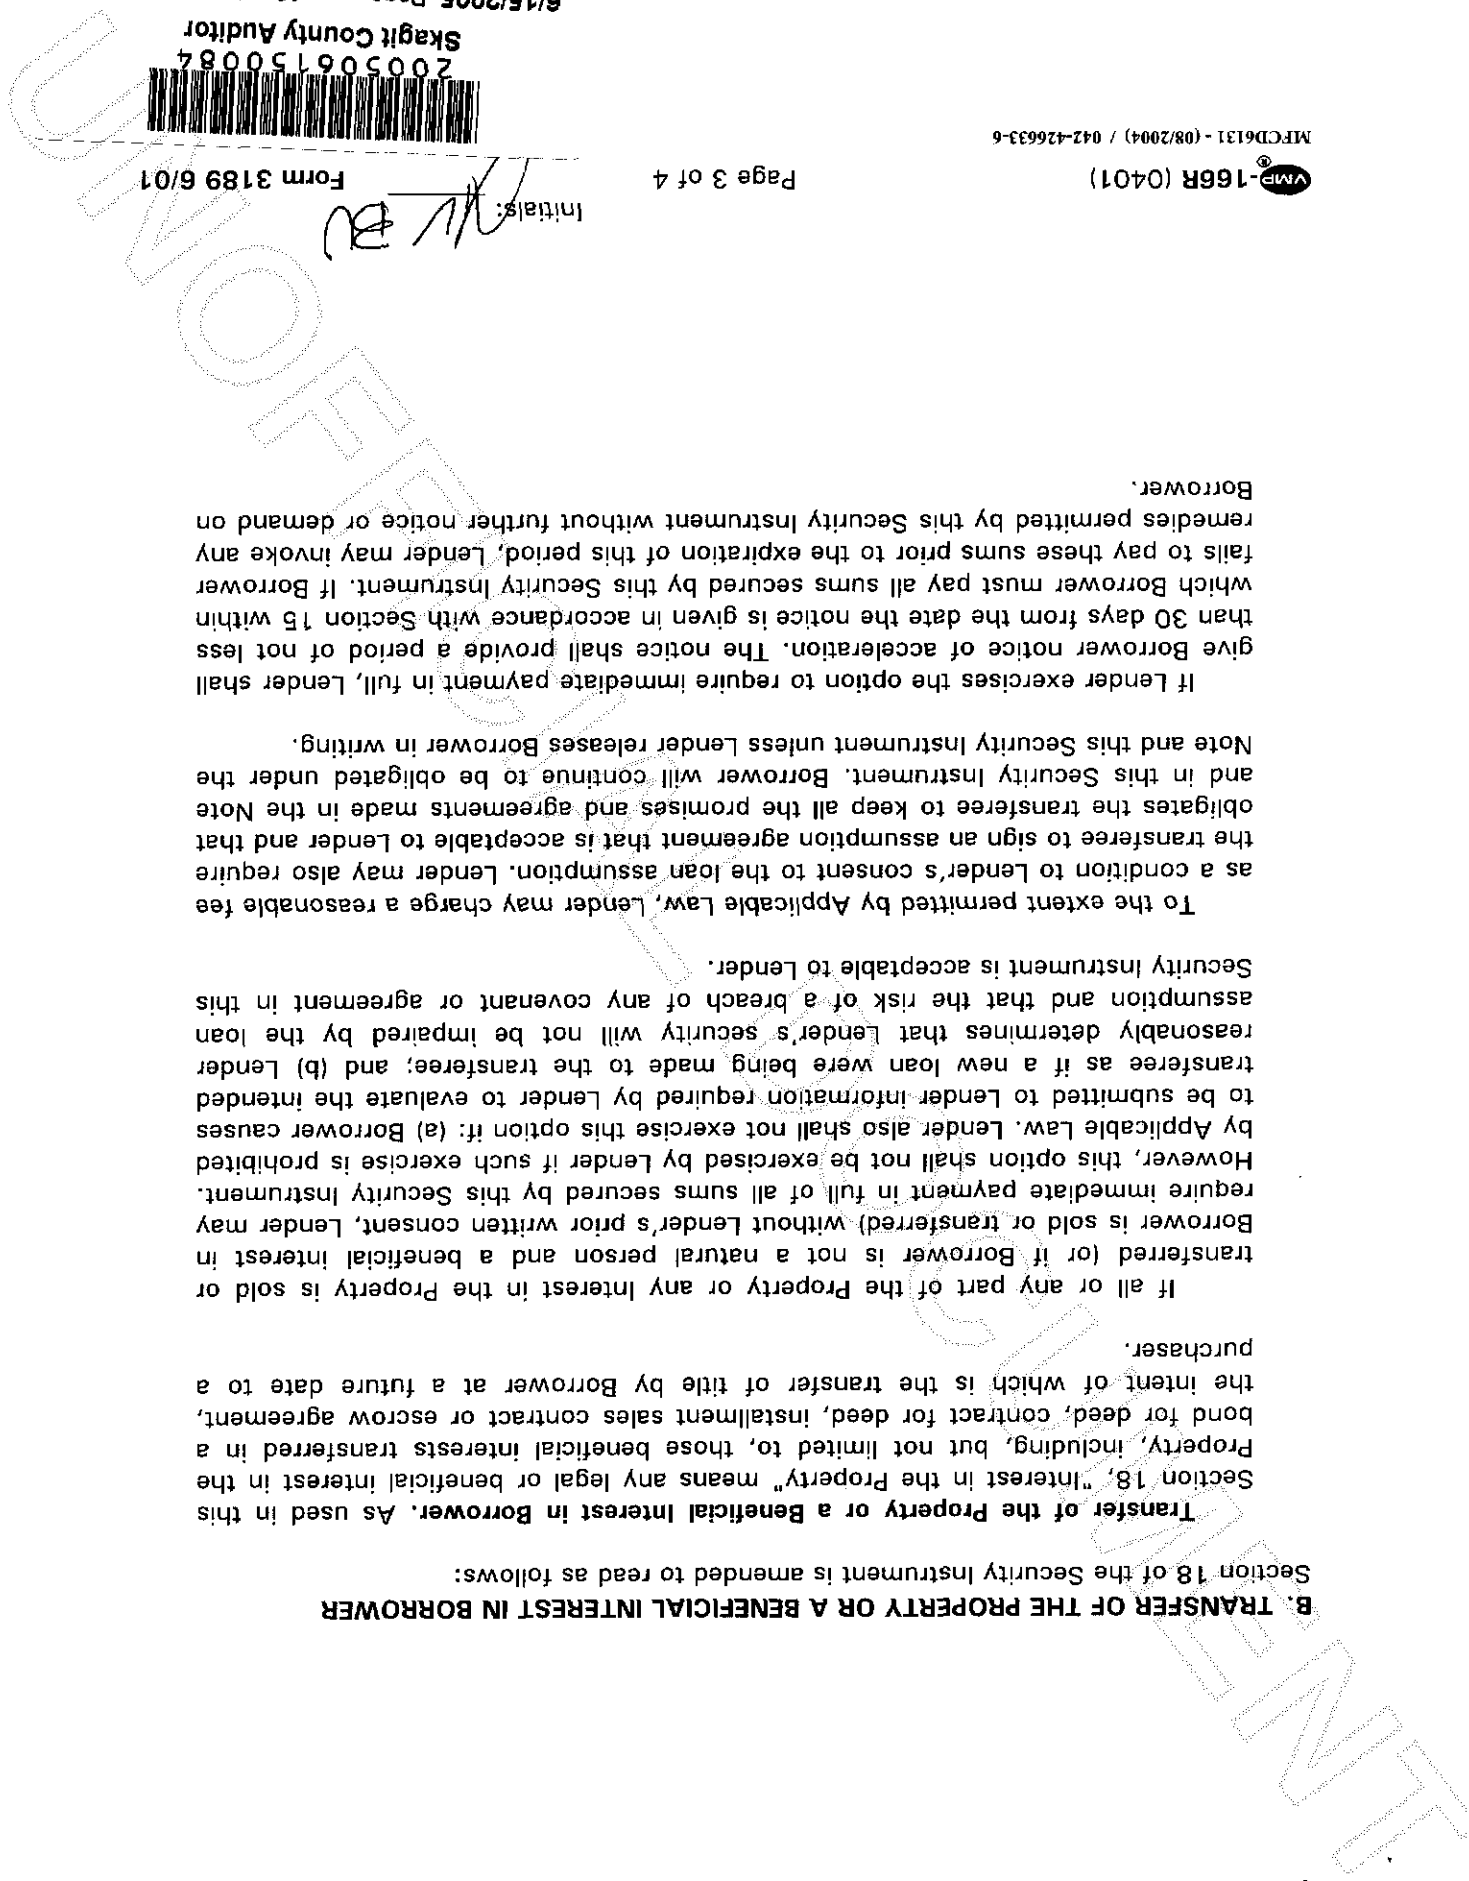 B. TRANSFER OF THE PROPERTY OR A BENEFICIAL INTEREST IN BORROWER
Section 18 of the Security Instrument is amended to read as follows:
Transfer of the Property or a Beneficial Interest in Borrower. As used in this
Section 18, "Interest in the Property" means any legal or beneficial interest in the
Property, including, but not limited to, those beneficial interests transferred in a
bond for deed, contract for deed, installment sales contract or escrow agreement,
the intent of which is the transfer of title by Borrower at a future date to a
purchaser.
If all or any part of the Property or any Interest in the Property is sold or
transferred (or if Borrower is not a natural person and a beneficial interest in
Borrower is sold or transferred) without Lender's prior written consent, Lender may
require immediate payment in full of all sums secured by this Security Instrument.
However, this option shall not be exercised by Lender if such exercise is prohibited
by Applicable Law. Lender also shall not exercise this option if: (a) Borrower causes
to be submitted to Lender information required by Lender to evaluate the intended
transferee as if a new loan were being made to the transferee; and (b) Lender
reasonably determines that Lender's security will not be impaired by the loan
assumption and that the risk of a breach of any covenant or agreement in this
Security Instrument is acceptable to Lender.
To the extent permitted by Applicable Law, Lender may charge a reasonable fee
as a condition to Lender's consent to the loan assumption. Lender may also require
the transferee to sign an assumption agreement that is acceptable to Lender and that
obligates the transferee to keep all the promises and agreements made in the Note
and in this Security Instrument. Borrower will continue to be obligated under the
Note and this Security Instrument unless Lender releases Borrower in writing.
If Lender exercises the option to require immediate payment in full, Lender shall
give Borrower notice of acceleration. The notice shall provide a period of not less
than 30 days from the date the notice is given in accordance with Section 15 within
which Borrower must pay all sums secured by this Security Instrument. If Borrower
fails to pay these sums prior to the expiration of this period, Lender may invoke any
remedies permitted by this Security Instrument without further notice or demand on
Borrower.
Initials: BU
VMP®-166R (0401) Page 3 of 4 Form 3189 6/01
MFCD6131 - (08/2004) / 042-426633-6
200506150084
Skagit County Auditor
6/15/2005
UNOFFICIAL DOCUMENT